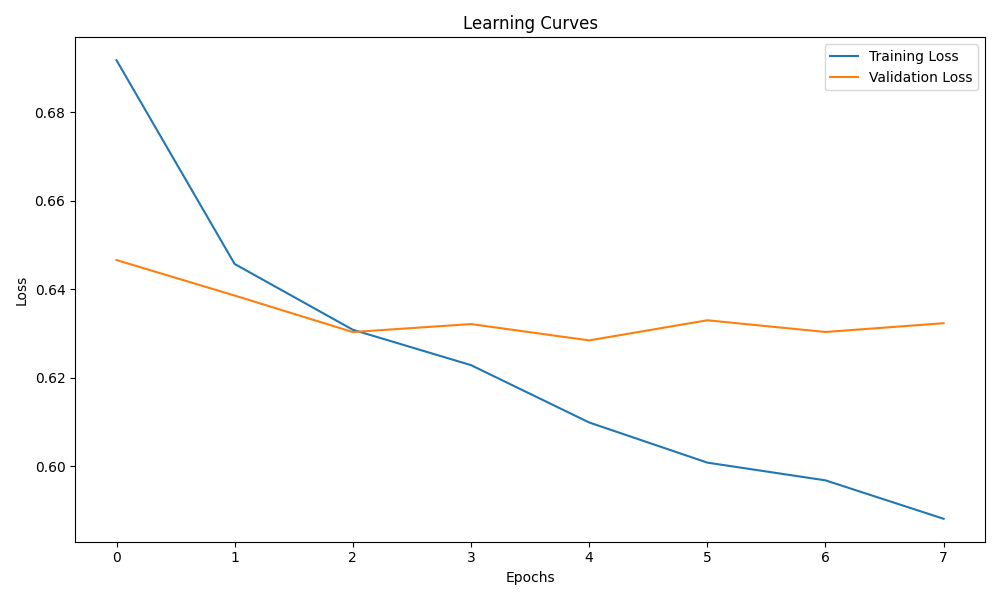 Learning Curves
Training Loss
Validation Loss
0.68
0.66
0.64
0.62
0.60
Loss
0 1 2 3 4 5 6 7
Epochs